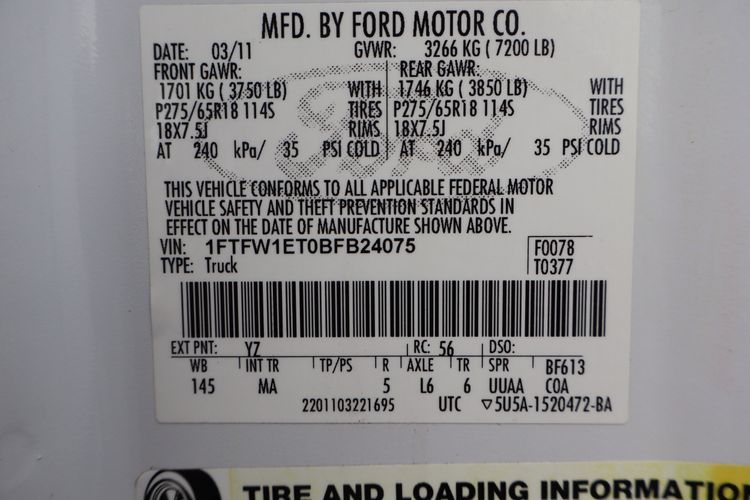 MFD. BY FORD MOTOR CO.
DATE: 03/11 GVWR: 3266 KG ( 7200 LB)
FRONT GAWR: REAR GAWR:
1701 KG ( 3750 LB) WITH 1746 KG ( 3850 LB) WITH
P275/65R18 114S TIRES P275/65R18 114S TIRES
18X7.5J RIMS 18X7.5J RIMS
AT 240 kPa/ 35 PSI COLD AT 240 kPa/ 35 PSI COLD
Ford
THIS VEHICLE CONFORMS TO ALL APPLICABLE FEDERAL MOTOR
VEHICLE SAFETY AND THEFT PREVENTION STANDARDS IN
EFFECT ON THE DATE OF MANUFACTURE SHOWN ABOVE.
VIN: 1FTFW1ET0BFB24075 F0078
TYPE: Truck T0377
EXT PNT: YZ RC: 56 DSO:
WB INT TR TP/PS R AXLE TR SPR BF613
145 MA 5 L6 6 UUAA COA
2201103221695 UTC ▽5U5A-1520472-BA
TIRE AND LOADING INFORMATION